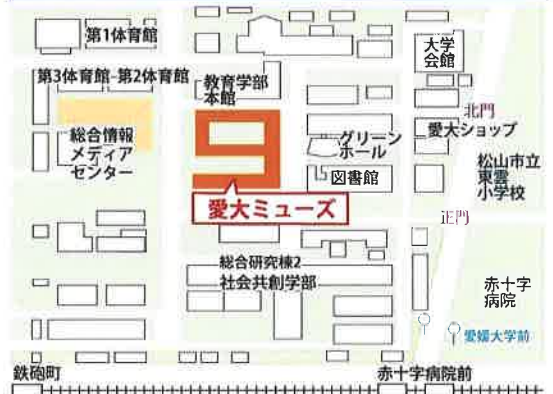 第1体育館
大学
会館
第3体育館
第2体育館
教育学部
本館
北門
愛大ショップ
総合情報
メディア
センター
グリーン
ホール
松山市立
東雲
小学校
図書館
愛大ミューズ
正門
総合研究棟2
社会共創学部
赤十字
病院
愛媛大学前
鉄砲町
赤十字病院前